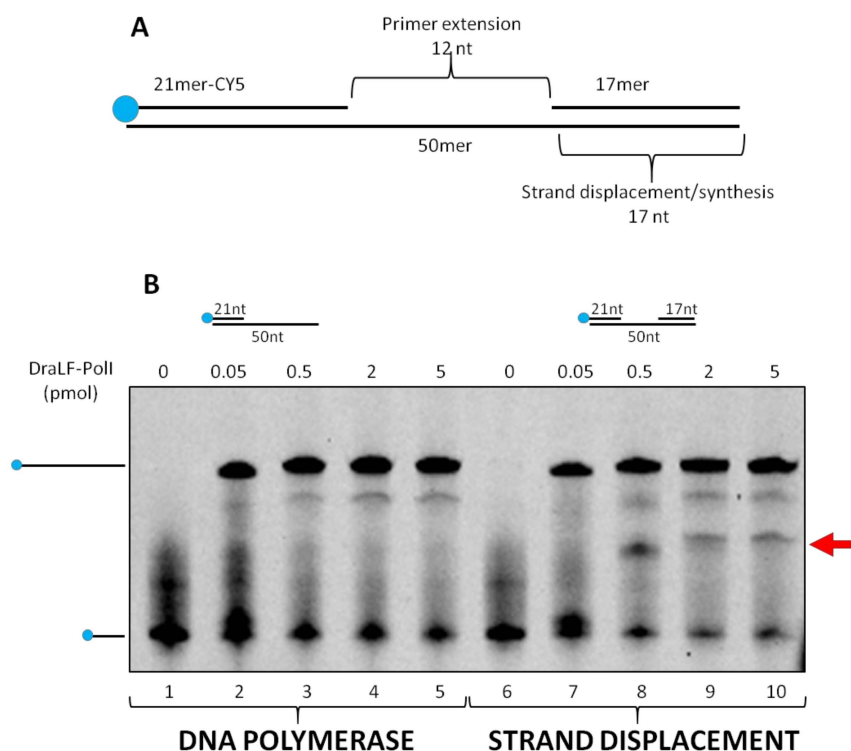 A
Primer extension
12 nt
21mer-CY5
17mer
50mer
Strand displacement/synthesis
17 nt
B
21nt
50nt
21nt 17nt
50nt
DraLF-PolI
(pmol)
0 0.05 0.5 2 5 0 0.05 0.5 2 5
1 2 3 4 5 6 7 8 9 10
DNA POLYMERASE STRAND DISPLACEMENT